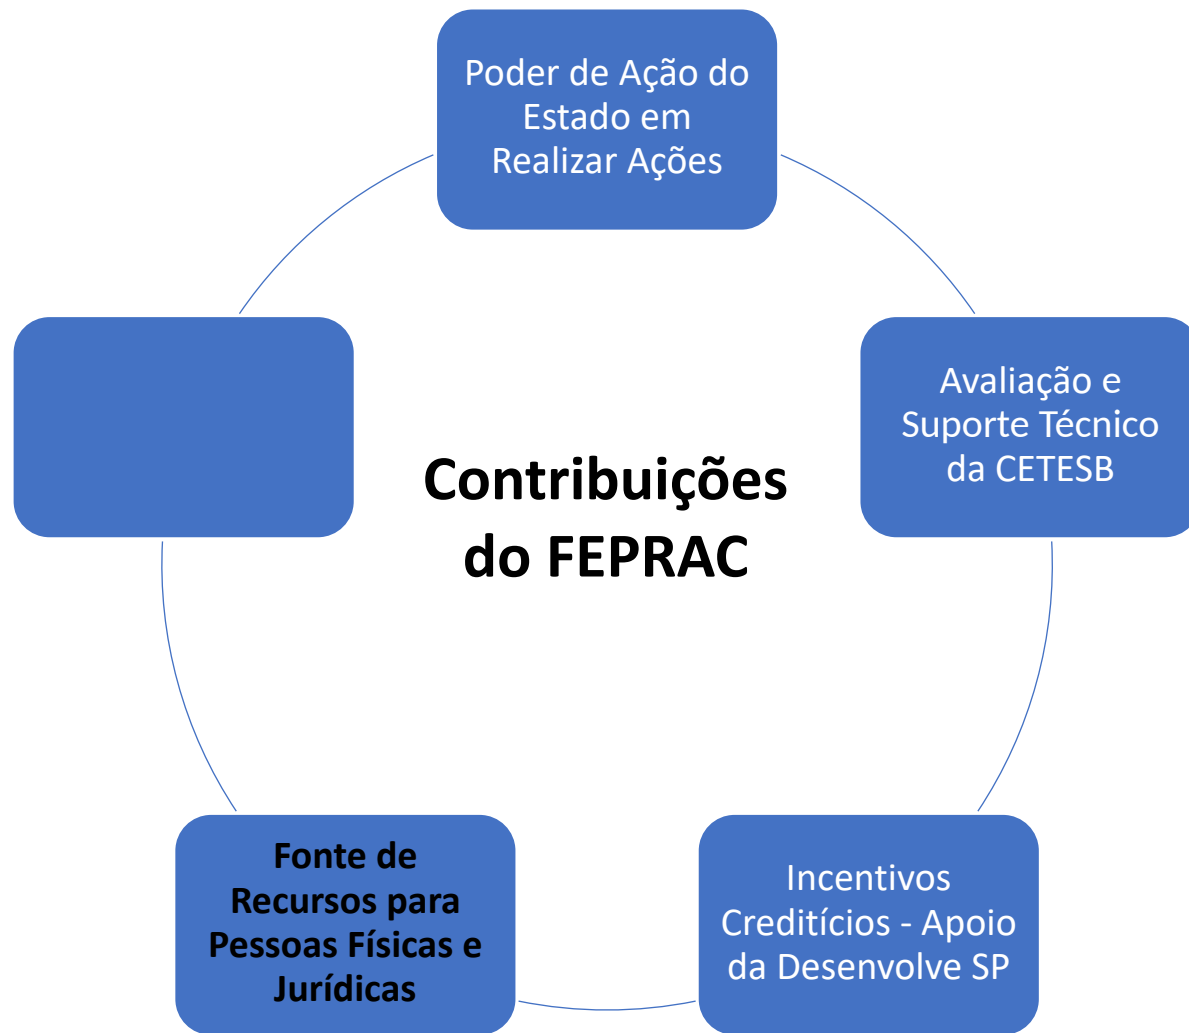 Poder de Ação do
Estado em
Realizar Ações
Avaliação e
Suporte Técnico
da CETESB
Contribuições
do FEPRAC
Fonte de
Recursos para
Pessoas Físicas e
Jurídicas
Incentivos
Creditícios - Apoio
da Desenvolve SP